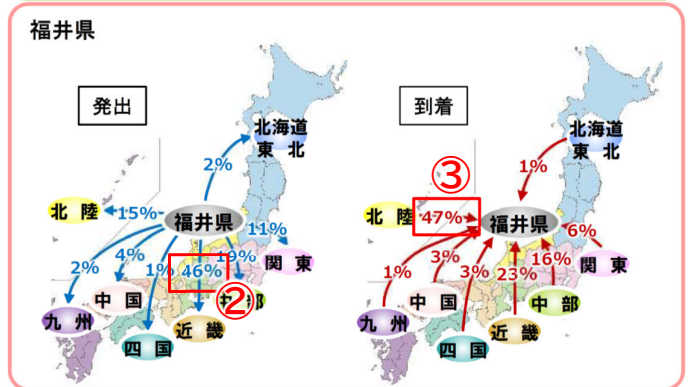 福井県
発出
北海道
東北
2%
北陸
15%
福井県
11%
2%
4%
1%
46%
19%
関東
②
中国
中部
九州
近畿
四国
到着
北海道
東北
1%
③
北陸
47%
福井県
6%
1%
3%
3%
23%
16%
関東
中国
中部
九州
近畿
四国